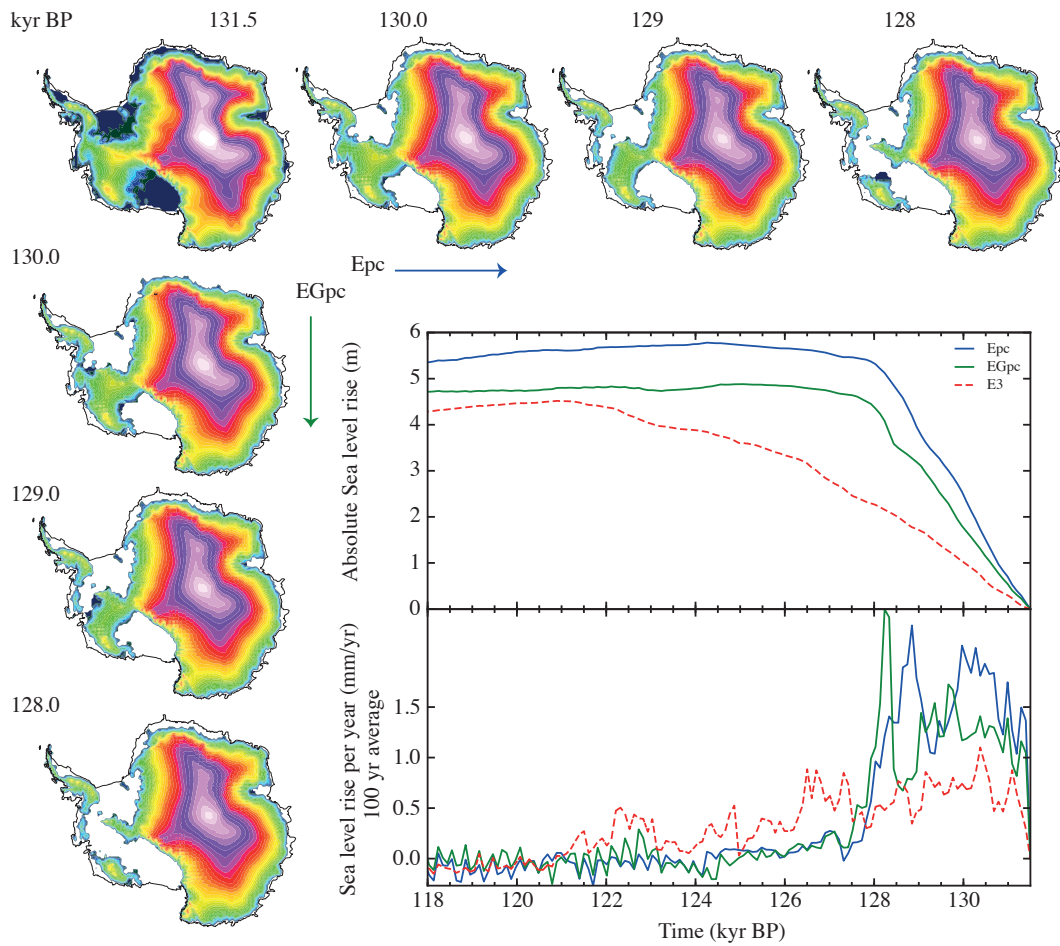 kyr BP 131.5 130.0 129 128
Epc
130.0
EGpc
129.0
128.0
Absolute Sea level rise (m)
6
5
4
3
2
1
0
Epc
EGpc
E3
Sea level rise per year (mm/yr)
100 yr average
1.5
1.0
0.5
0.0
118 120 122 124 126 128 130
Time (kyr BP)